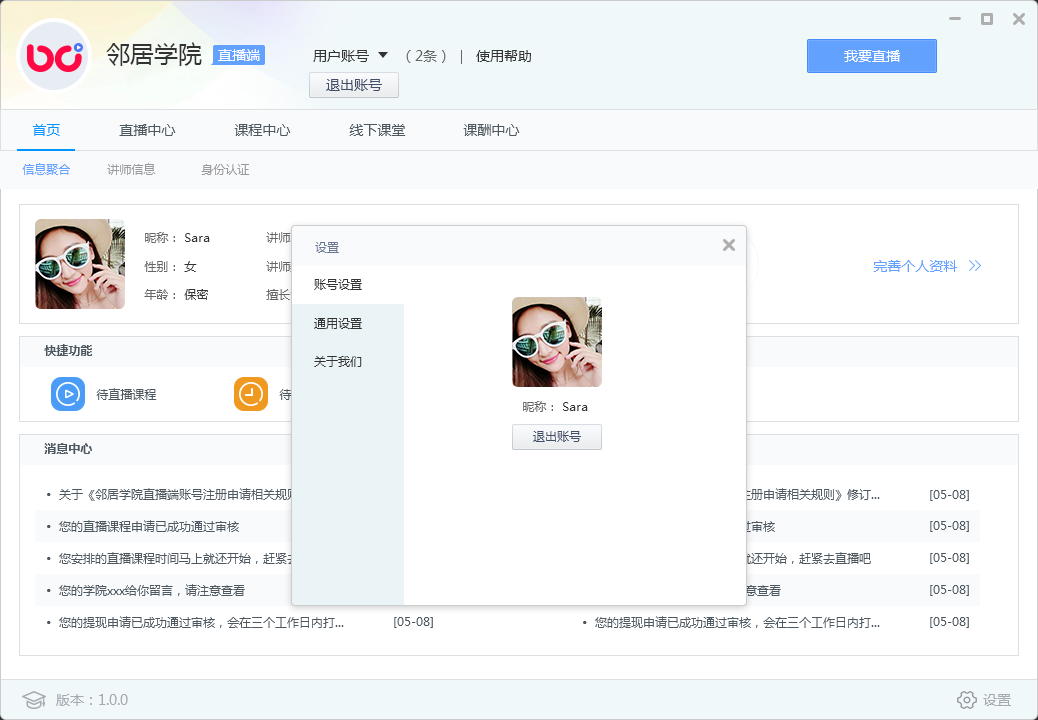 邻居学院 直播端
用户账号 （2条） | 使用帮助
退出账号
我要直播
首页 直播中心 课程中心 线下课堂 课酬中心
信息聚合 讲师信息 身份认证
昵称： Sara 讲师
性别： 女 讲师
年龄： 保密 擅长
完善个人资料
设置
账号设置
通用设置
关于我们
昵称： Sara
退出账号
快捷功能
待直播课程 待
消息中心
• 关于《邻居学院直播端账号注册申请相关规则
册申请相关规则》修订... [05-08]
• 您的直播课程申请已成功通过审核
审核 [05-08]
• 您安排的直播课程时间马上就还开始，赶紧去
还开始，赶紧去直播吧 [05-08]
• 您的学院xxx给你留言，请注意查看
意查看 [05-08]
• 您的提现申请已成功通过审核，会在三个工作日内打... [05-08]
• 您的提现申请已成功通过审核，会在三个工作日内打... [05-08]
版本：1.0.0
设置